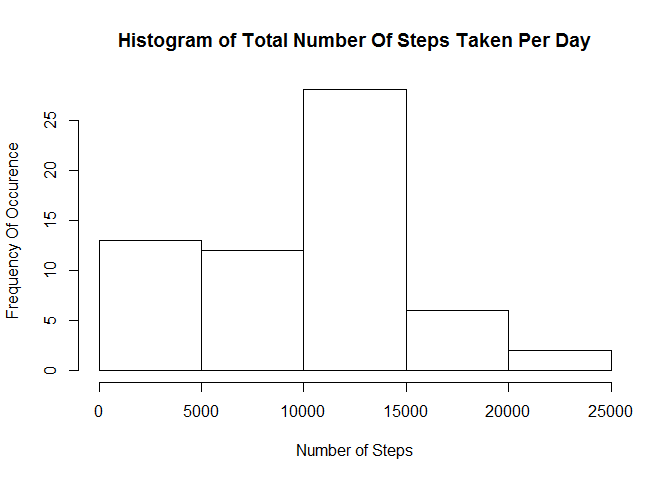 Histogram of Total Number Of Steps Taken Per Day
Frequency Of Occurence
25
20
15
10
5
0
0 5000 10000 15000 20000 25000
Number of Steps